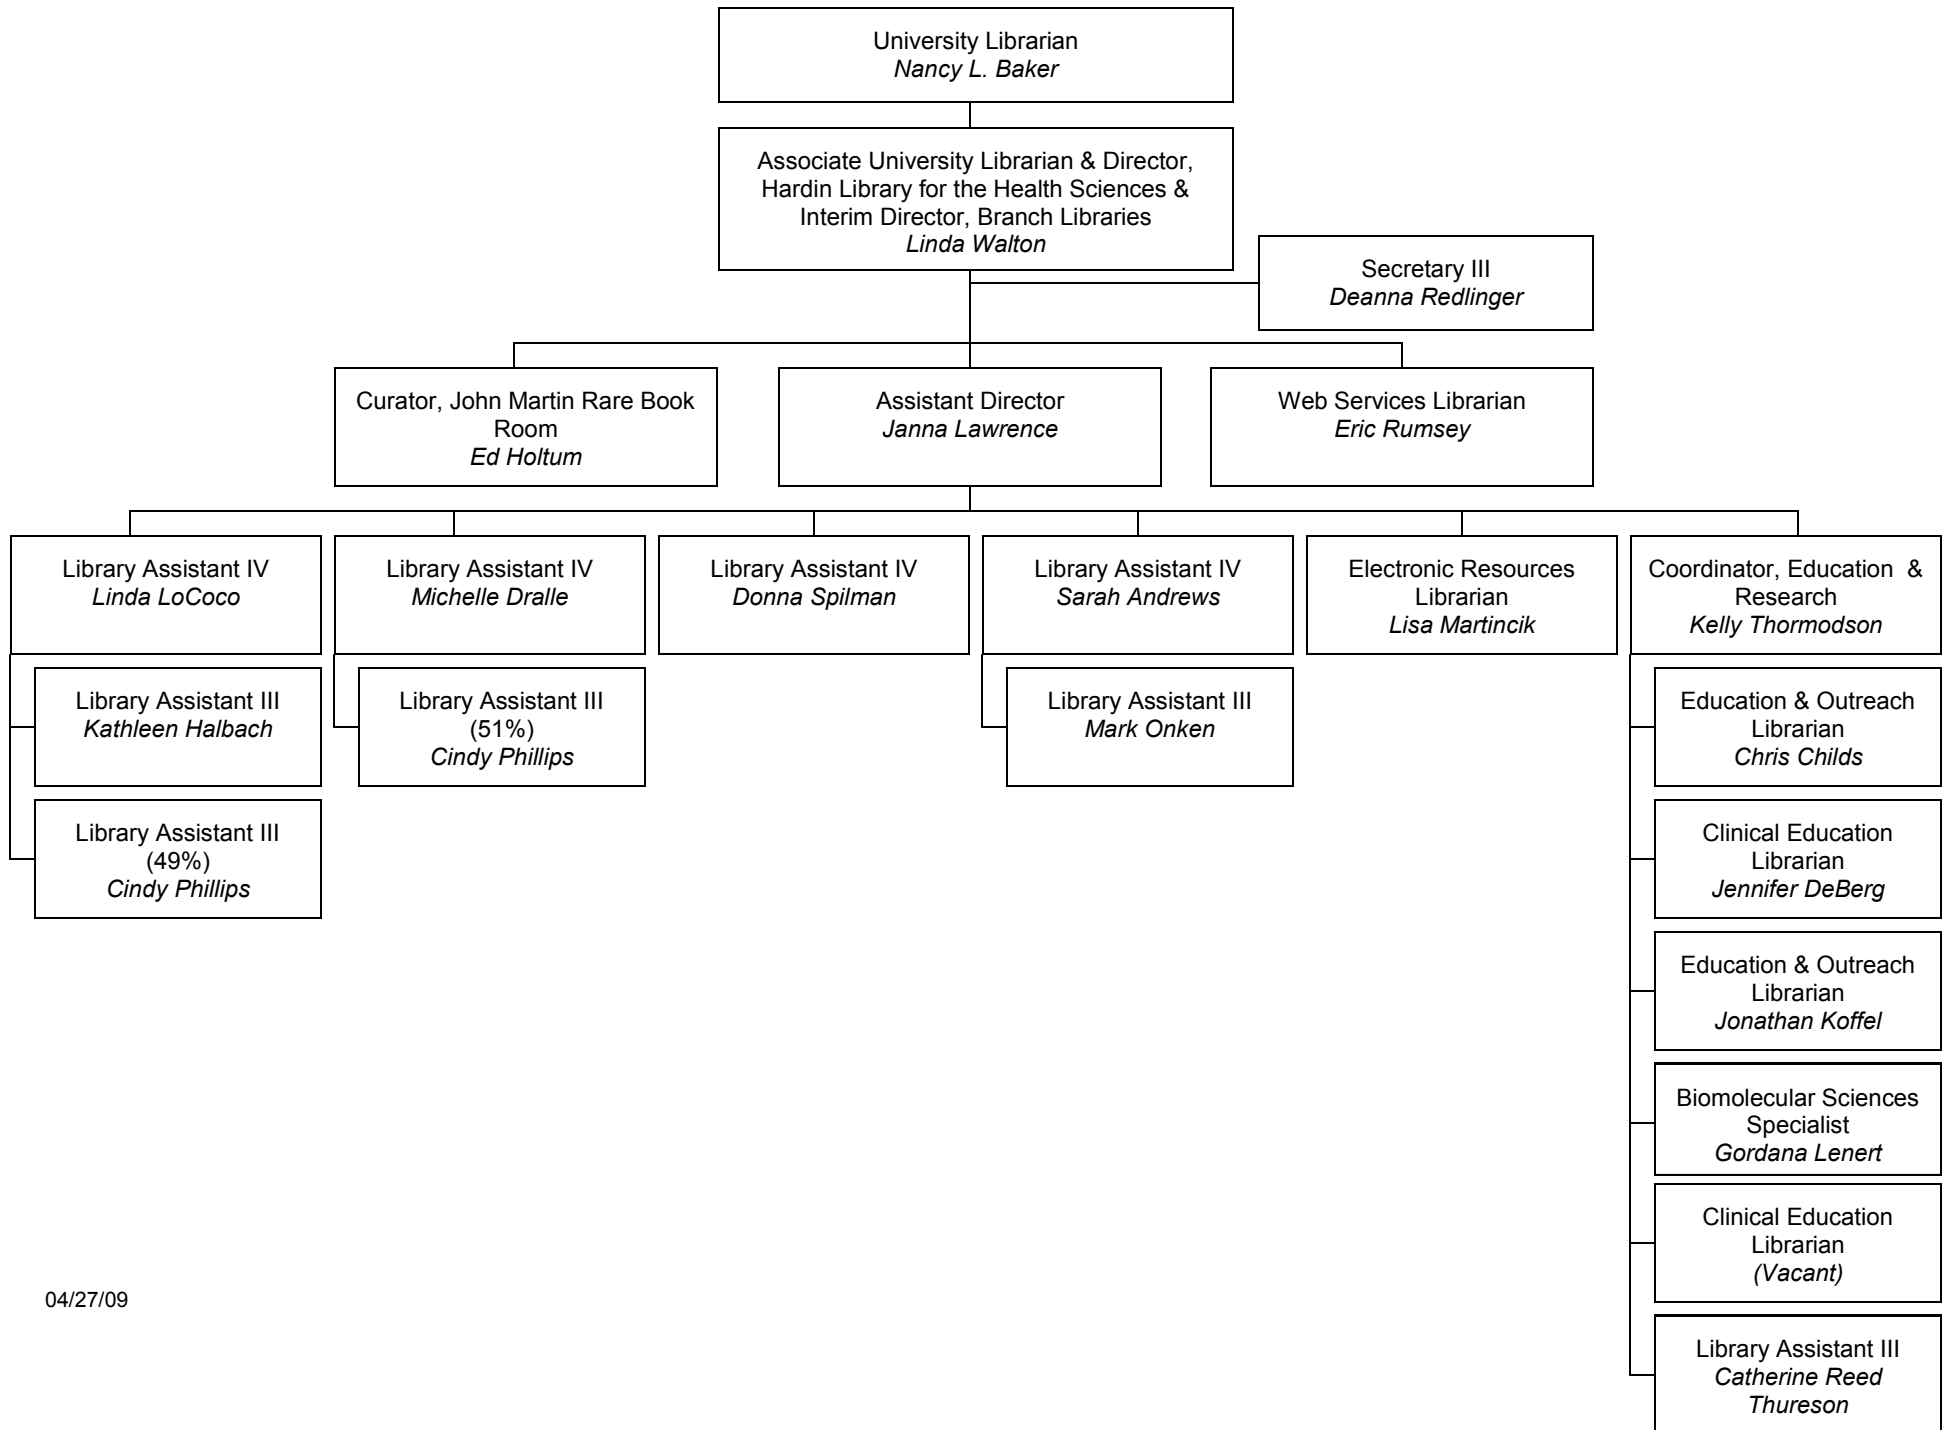 University Librarian
Nancy L. Baker
Associate University Librarian & Director,
Hardin Library for the Health Sciences &
Interim Director, Branch Libraries
Linda Walton
Secretary III
Deanna Redlinger
Curator, John Martin Rare Book
Room
Ed Holtum
Assistant Director
Janna Lawrence
Web Services Librarian
Eric Rumsey
Library Assistant IV
Linda LoCoco
Library Assistant IV
Michelle Dralle
Library Assistant IV
Donna Spilman
Library Assistant IV
Sarah Andrews
Electronic Resources
Librarian
Lisa Martincik
Coordinator, Education &
Research
Kelly Thormodson
Library Assistant III
Kathleen Halbach
Library Assistant III
(49%)
Cindy Phillips
Library Assistant III
(51%)
Cindy Phillips
Library Assistant III
Mark Onken
Education & Outreach
Librarian
Chris Childs
Clinical Education
Librarian
Jennifer DeBerg
Education & Outreach
Librarian
Jonathan Koffel
Biomolecular Sciences
Specialist
Gordana Lenert
Clinical Education
Librarian
(Vacant)
Library Assistant III
Catherine Reed
Thureson
04/27/09